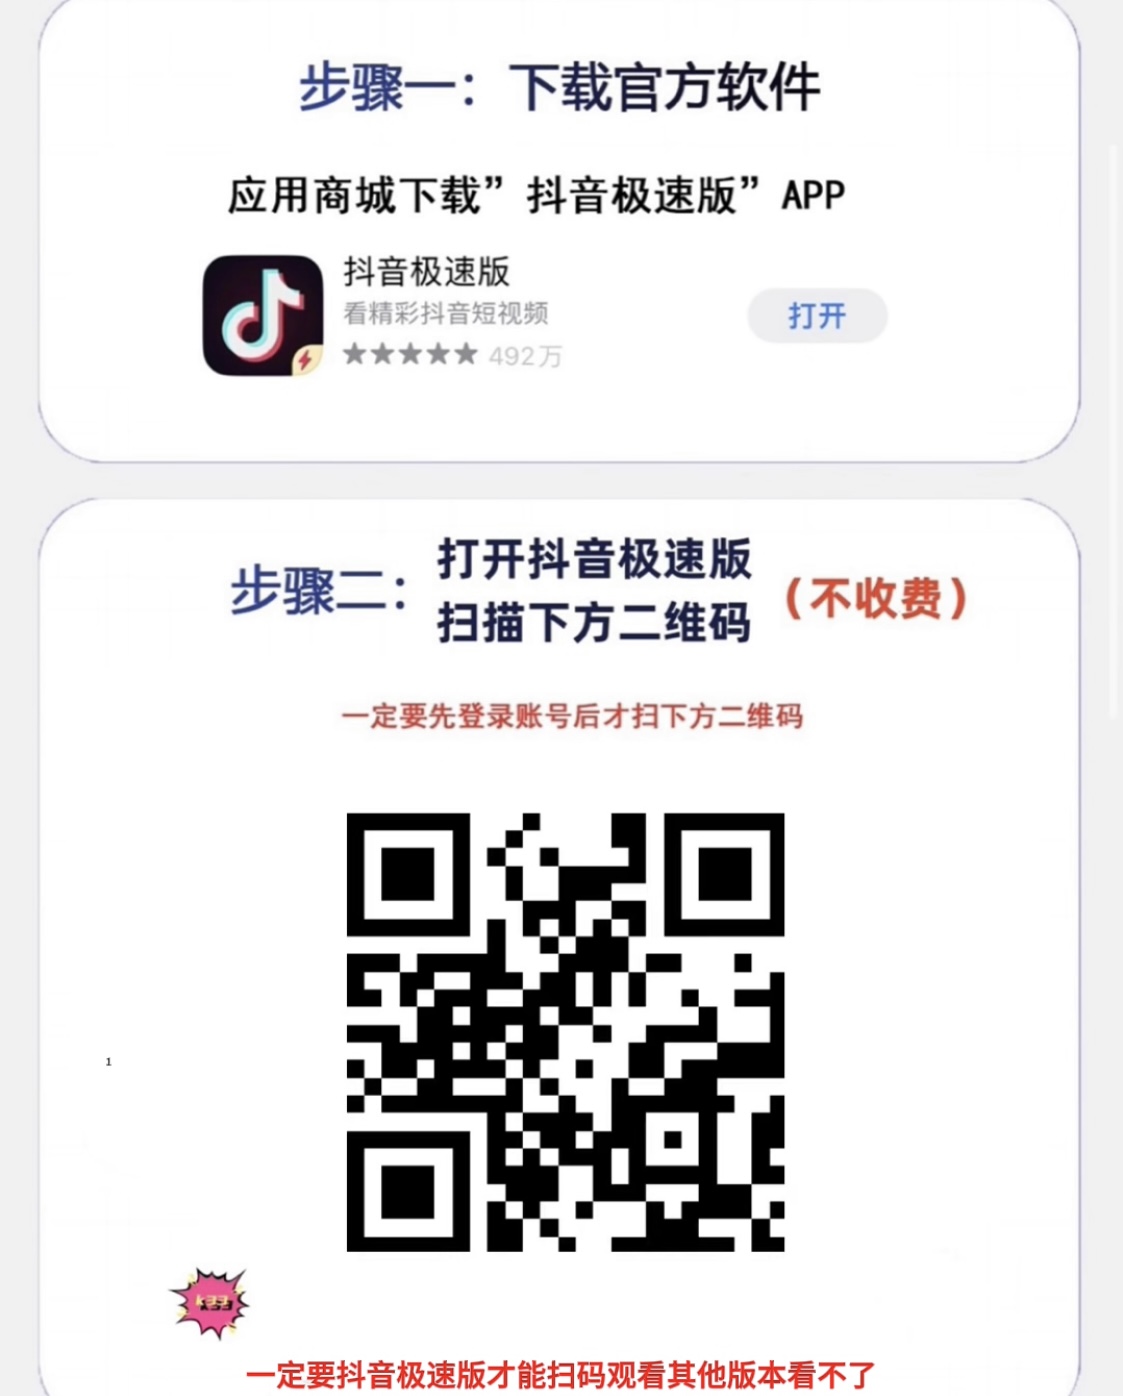 步骤一：下载官方软件
应用商城下载”抖音极速版”APP
抖音极速版
看精彩抖音短视频
492万
打开
步骤二：
打开抖音极速版
扫描下方二维码
（不收费）
一定要先登录账号后才扫下方二维码
1
k33
一定要抖音极速版才能扫码观看其他版本看不了